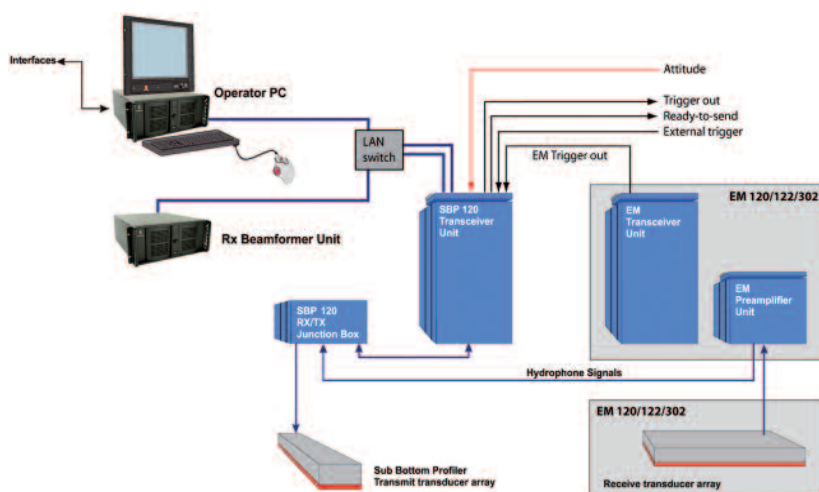 Interfaces
Operator PC
LAN
switch
Rx Beamformer Unit
Attitude
Trigger out
Ready-to-send
External trigger
EM Trigger out
EM 120/122/302
SBP 120
Transceiver
Unit
EM
Transceiver
Unit
EM
Preamplifier
Unit
SBP 120
RX/TX
Junction Box
Hydrophone Signals
EM 120/122/302
Sub Bottom Profiler
Transmit transducer array
Receive transducer array